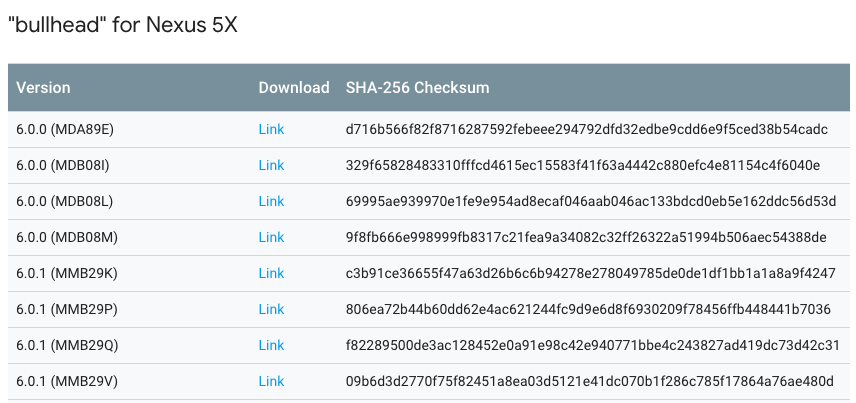 "bullhead" for Nexus 5X
Version Download SHA-256 Checksum
6.0.0 (MDA89E) Link d716b566f82f8716287592febeee294792dfd32edbe9cdd6e9f5ced38b54cadc
6.0.0 (MDB08I) Link 329f65828483310fffcd4615ec15583f41f63a4442c880efc4e81154c4f6040e
6.0.0 (MDB08L) Link 69995ae939970e1fe9e954ad8ecaf046aab046ac133bdcd0eb5e162ddc56d53d
6.0.0 (MDB08M) Link 9f8fb666e998999fb8317c21fea9a34082c32ff26322a51994b506aec54388de
6.0.1 (MMB29K) Link c3b91ce36655f47a63d26b6c6b94278e278049785de0de1df1bb1a1a8a9f4247
6.0.1 (MMB29P) Link 806ea72b44b60dd62e4ac621244fc9d9e6d8f6930209f78456ffb448441b7036
6.0.1 (MMB29Q) Link f82289500de3ac128452e0a91e98c42e940771bbe4c243827ad419dc73d42c31
6.0.1 (MMB29V) Link 09b6d3d2770f75f82451a8ea03d5121e41dc070b1f286c785f17864a76ae480d